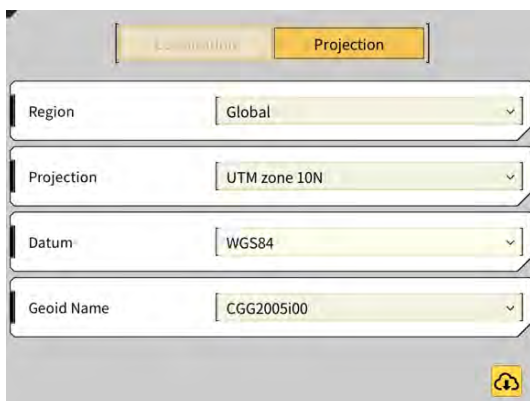 Projection
Region Global
Projection UTM zone 10N
Datum WGS84
Geoid Name CGG2005i00